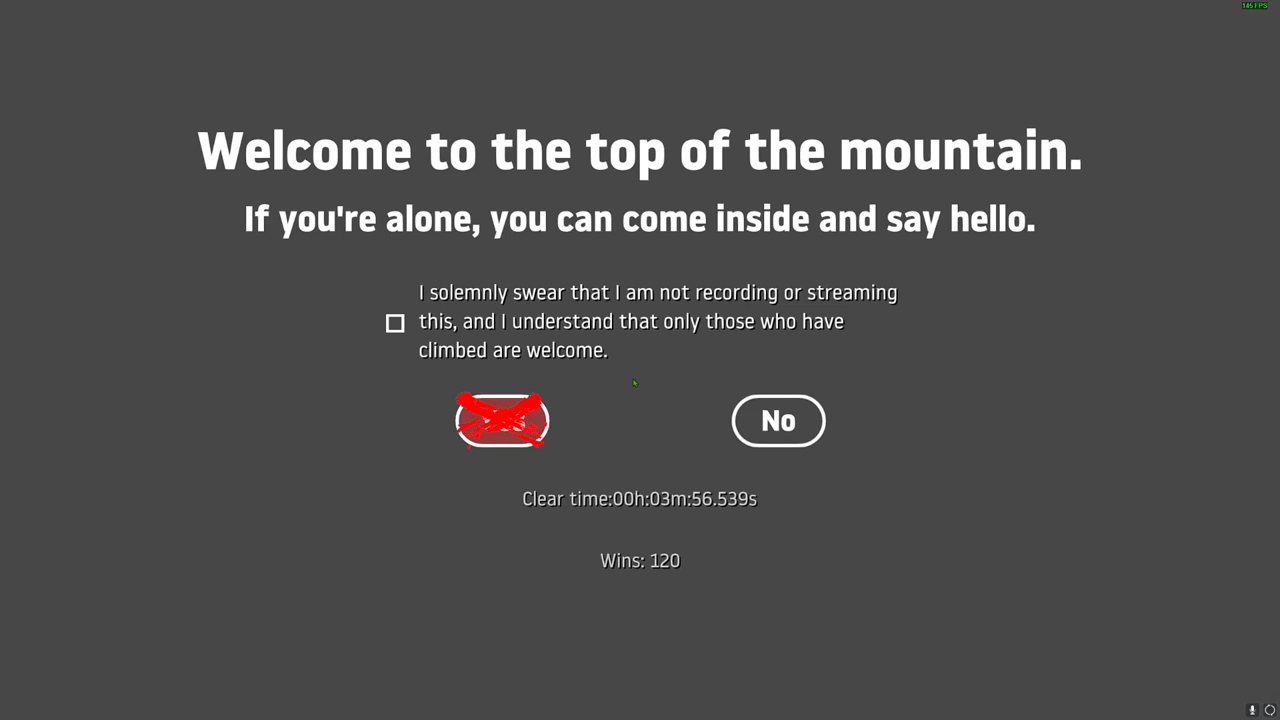 145 FPS
Welcome to the top of the mountain.
If you're alone, you can come inside and say hello.
I solemnly swear that I am not recording or streaming
this, and I understand that only those who have
climbed are welcome.
No
Clear time:00h:03m:56.539s
Wins: 120